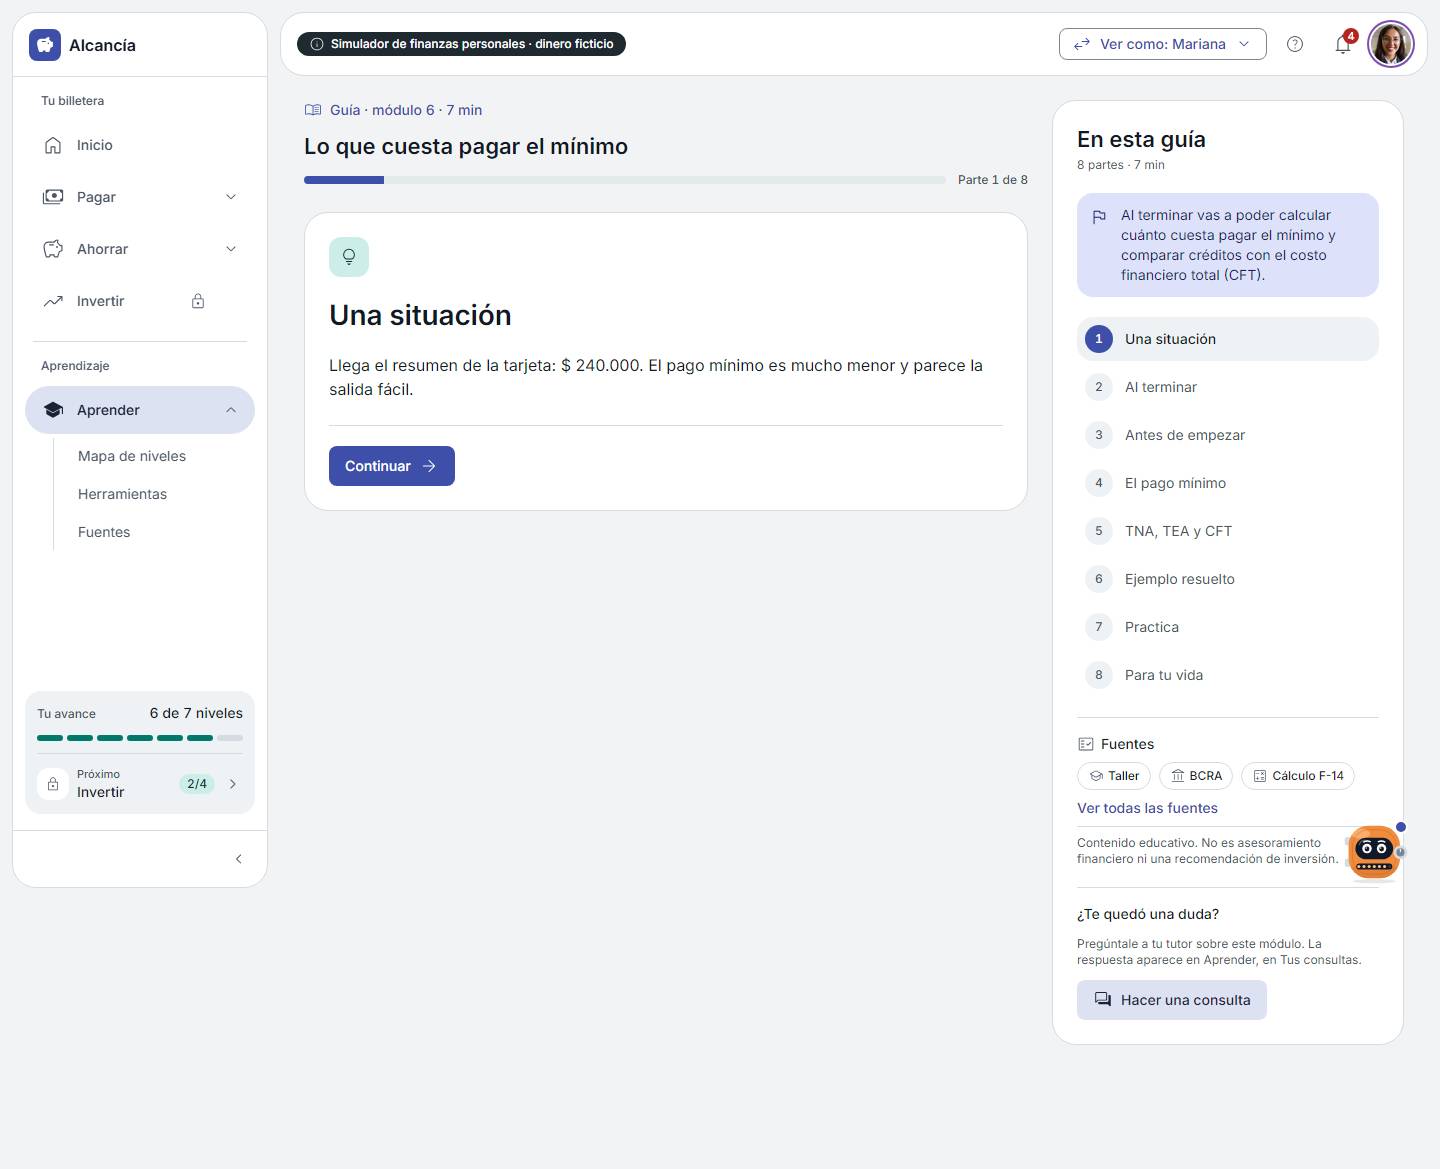 Alcancía
Tu billetera
Inicio
Pagar
Ahorrar
Invertir
Aprendizaje
Aprender
Mapa de niveles
Herramientas
Fuentes
Tu avance
6 de 7 niveles
Próximo
Invertir
2/4
Simulador de finanzas personales · dinero ficticio
Ver como: Mariana
4
Guía · módulo 6 · 7 min
Lo que cuesta pagar el mínimo
Parte 1 de 8
Una situación
Llega el resumen de la tarjeta: $ 240.000. El pago mínimo es mucho menor y parece la
salida fácil.
Continuar
En esta guía
8 partes · 7 min
Al terminar vas a poder calcular
cuánto cuesta pagar el mínimo y
comparar créditos con el costo
financiero total (CFT).
1 Una situación
2 Al terminar
3 Antes de empezar
4 El pago mínimo
5 TNA, TEA y CFT
6 Ejemplo resuelto
7 Practica
8 Para tu vida
Fuentes
Taller
BCRA
Cálculo F-14
Ver todas las fuentes
Contenido educativo. No es asesoramiento
financiero ni una recomendación de inversión.
¿Te quedó una duda?
Pregúntale a tu tutor sobre este módulo. La
respuesta aparece en Aprender, en Tus consultas.
Hacer una consulta